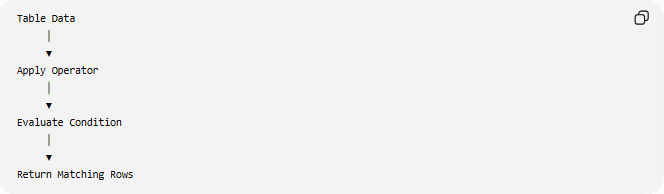 Table Data
│
▼
Apply Operator
│
▼
Evaluate Condition
│
▼
Return Matching Rows